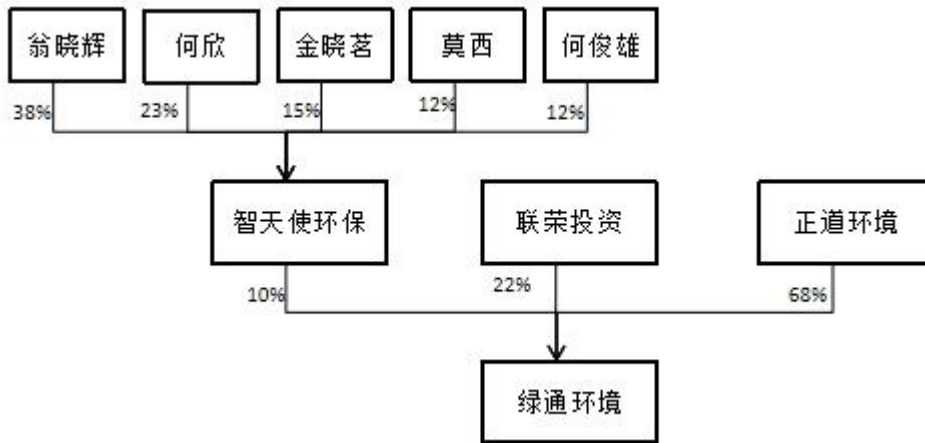 翁晓辉
何欣
金晓茗
莫西
何俊雄
38%
23%
15%
12%
12%
智天使环保
联荣投资
正道环境
10%
22%
68%
绿通环境